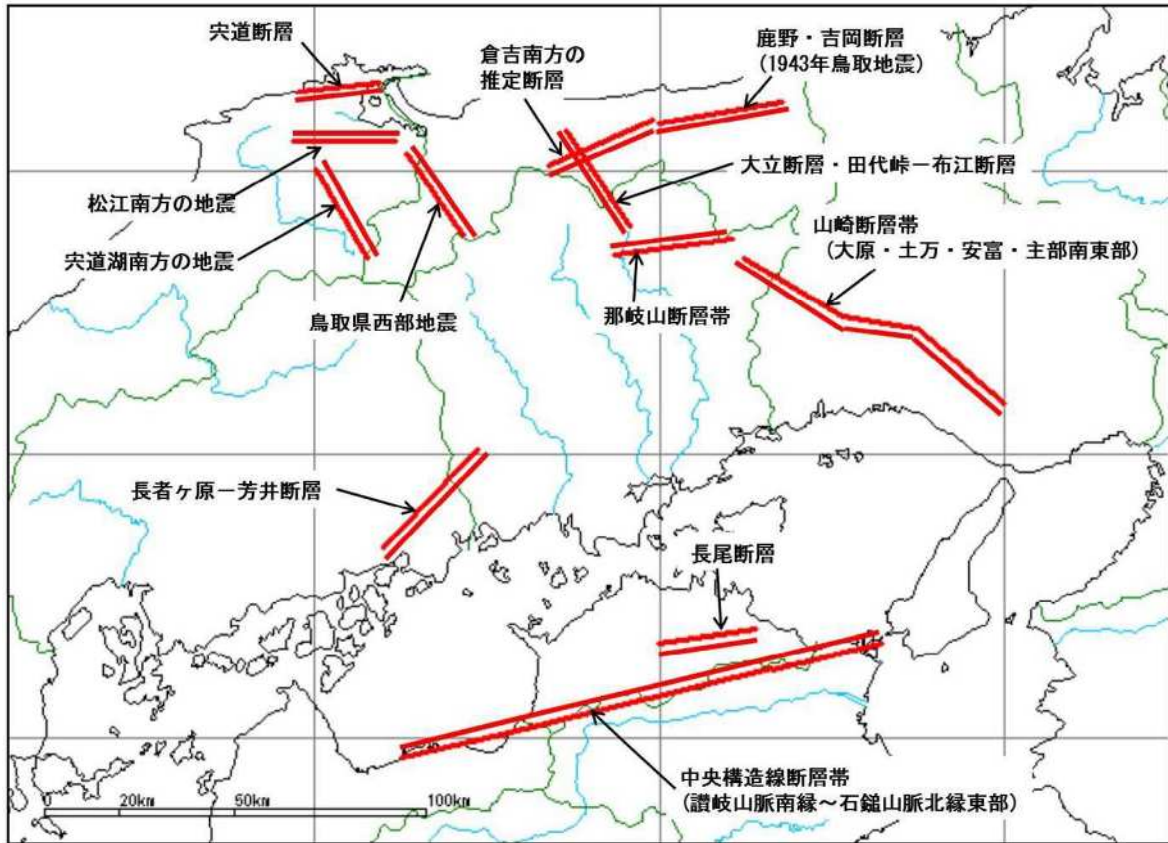 宍道断層
倉吉南方の
推定断層
鹿野・吉岡断層
(1943年鳥取地震)
大立断層・田代峠－布江断層
松江南方の地震
宍道湖南方の地震
鳥取県西部地震
那岐山断層帯
山崎断層帯
(大原・土万・安富・主部南東部)
長者ヶ原－芳井断層
長尾断層
中央構造線断層帯
(讃岐山脈南縁～石鎚山脈北縁東部)
0 20km 50km 100km